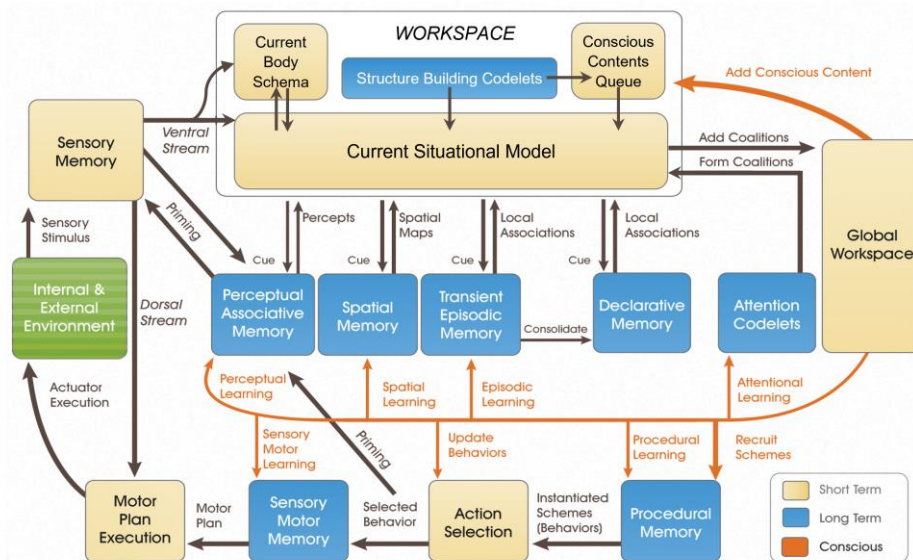 WORKSPACE
Current
Body
Schema
Structure Building Codelets
Conscious
Contents
Queue
Add Conscious Content
Sensory
Memory
Ventral
Stream
Current Situational Model
Add Coalitions
Form Coalitions
Global
Workspace
Sensory
Stimulus
Priming
Cue
Percepts
Cue
Spatial
Maps
Cue
Local
Associations
Cue
Local
Associations
Internal &
External
Environment
Dorsal
Stream
Perceptual
Associative
Memory
Spatial
Memory
Transient
Episodic
Memory
Consolidate
Declarative
Memory
Attention
Codelets
Actuator
Execution
Perceptual
Learning
Spatial
Learning
Episodic
Learning
Attentional
Learning
Sensory
Motor
Learning
Priming
Update
Behaviors
Procedural
Learning
Recruit
Schemes
Motor
Plan
Execution
Motor
Plan
Sensory
Motor
Memory
Selected
Behavior
Action
Selection
Instantiated
Schemes
(Behaviors)
Procedural
Memory
Short Term
Long Term
Conscious